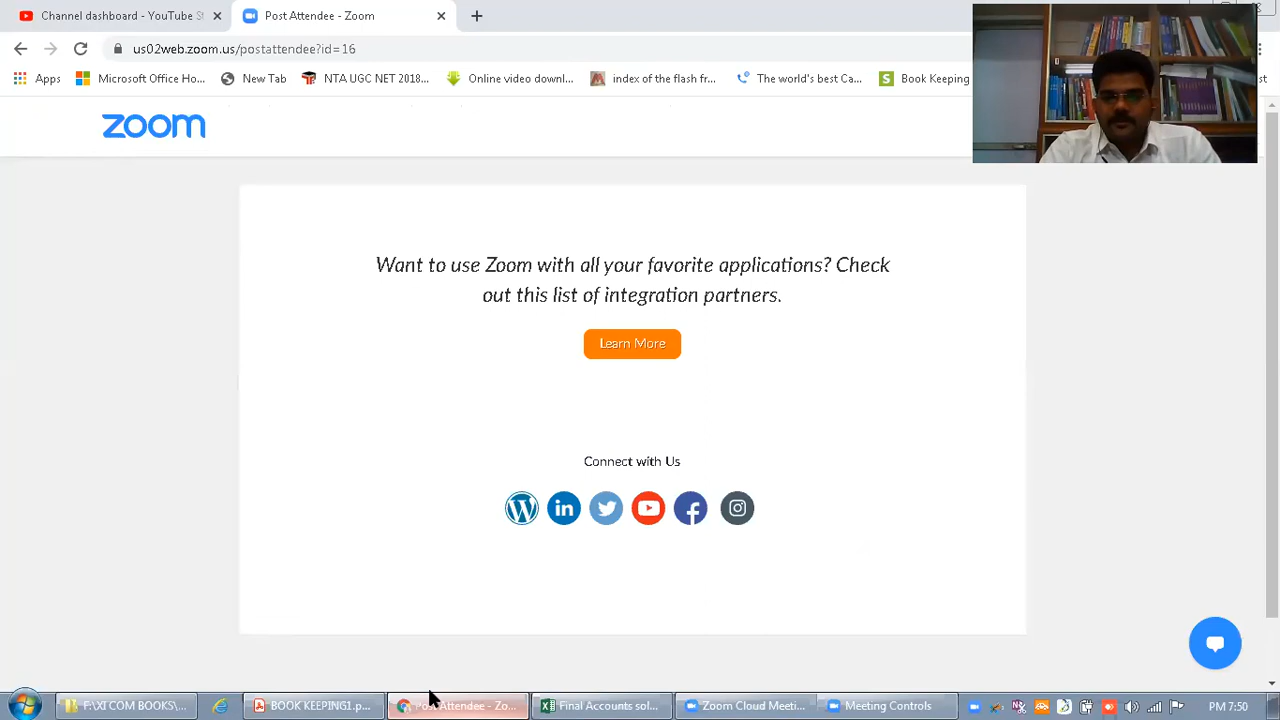 Channel dashboard - YouTube St
Post Attendee - Zoom
us02web.zoom.us/postattendee?id=16
Apps
Microsoft Office Ho...
New Tab
NTA UGC NET 2018...
Online video downl...
index of the flash fr...
The world's best Ca...
Book Keeping
st
zoom
Want to use Zoom with all your favorite applications? Check
out this list of integration partners.
Learn More
Connect with Us
F:\XI COM BOOKS\...
BOOK KEEPING1.p...
Post Attendee - Zo...
Final Accounts sol...
Zoom Cloud Meeti...
Meeting Controls
PM 7:50